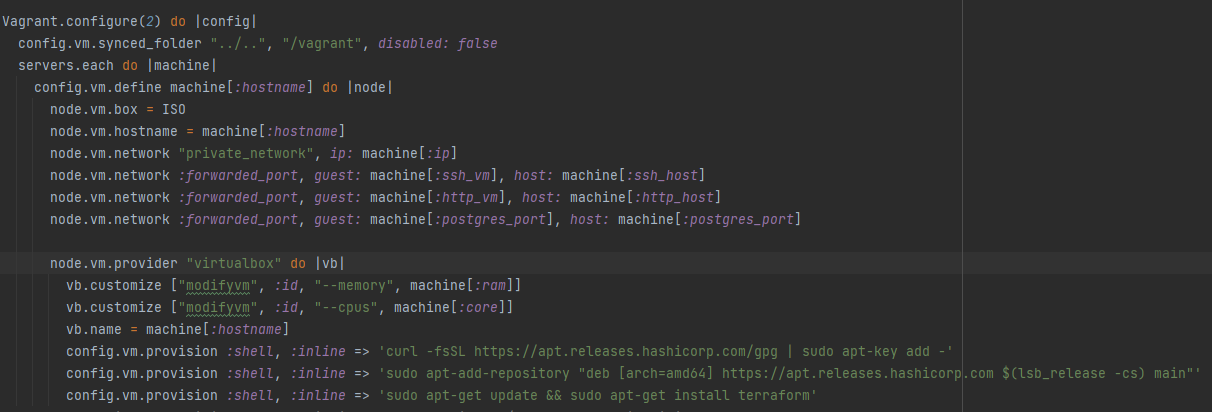 Vagrant.configure(2) do |config|
  config.vm.synced_folder "../..", "/vagrant", disabled: false
  servers.each do |machine|
    config.vm.define machine[:hostname] do |node|
      node.vm.box = ISO
      node.vm.hostname = machine[:hostname]
      node.vm.network "private_network", ip: machine[:ip]
      node.vm.network :forwarded_port, guest: machine[:ssh_vm], host: machine[:ssh_host]
      node.vm.network :forwarded_port, guest: machine[:http_vm], host: machine[:http_host]
      node.vm.network :forwarded_port, guest: machine[:postgres_port], host: machine[:postgres_port]

      node.vm.provider "virtualbox" do |vb|
        vb.customize ["modifyvm", :id, "--memory", machine[:ram]]
        vb.customize ["modifyvm", :id, "--cpus", machine[:core]]
        vb.name = machine[:hostname]
        config.vm.provision :shell, :inline => 'curl -fsSL https://apt.releases.hashicorp.com/gpg | sudo apt-key add -'
        config.vm.provision :shell, :inline => 'sudo apt-add-repository "deb [arch=amd64] https://apt.releases.hashicorp.com $(lsb_release -cs) main"'
        config.vm.provision :shell, :inline => 'sudo apt-get update && sudo apt-get install terraform'